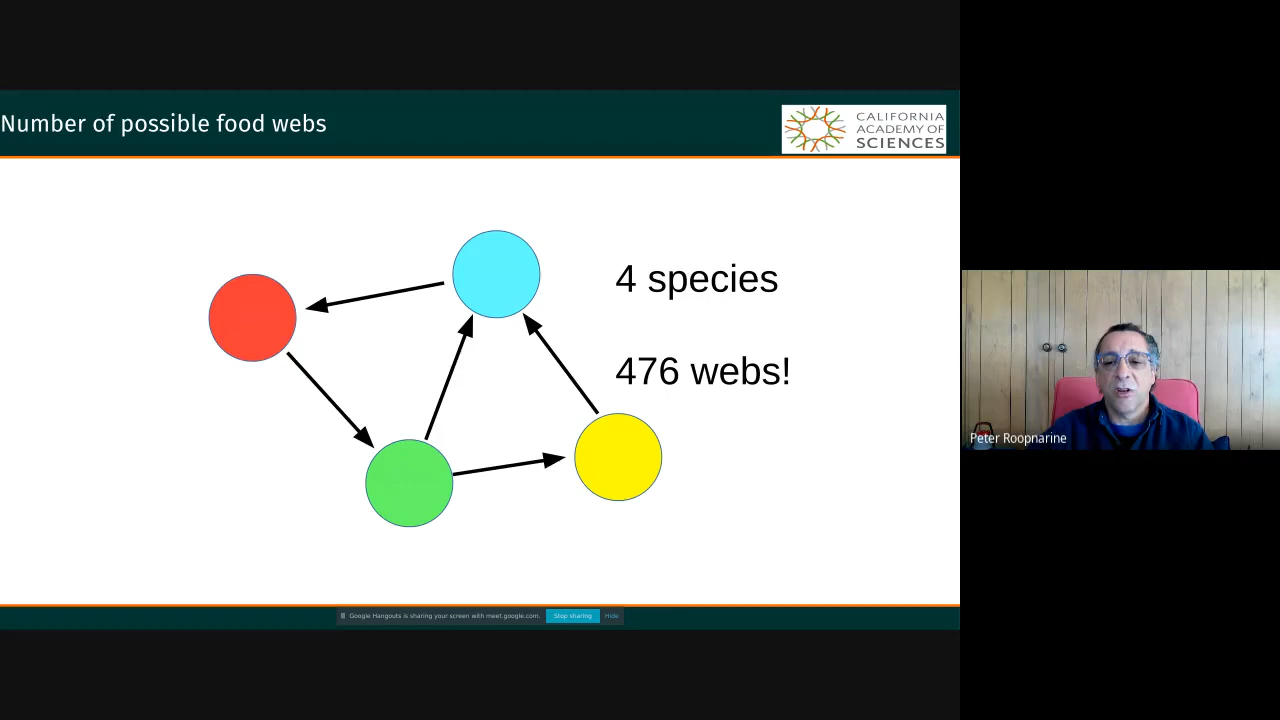 Number of possible food webs
CALIFORNIA
ACADEMY OF
SCIENCES
4 species
476 webs!
Peter Roopnarine
Google Hangouts is sharing your screen with meet.google.com.
Stop sharing
Hide